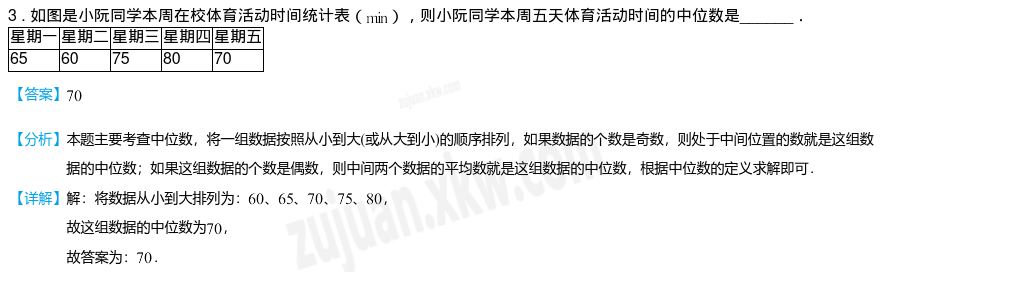 3．如图是小阮同学本周在校体育活动时间统计表（min），则小阮同学本周五天体育活动时间的中位数是______．
星期一 星期二 星期三 星期四 星期五
65 60 75 80 70
【答案】70
【分析】本题主要考查中位数，将一组数据按照从小到大(或从大到小)的顺序排列，如果数据的个数是奇数，则处于中间位置的数就是这组数
据的中位数；如果这组数据的个数是偶数，则中间两个数据的平均数就是这组数据的中位数，根据中位数的定义求解即可．
【详解】解：将数据从小到大排列为：60、65、70、75、80，
故这组数据的中位数为70，
故答案为：70．
zujuan.xkw.com
zujuan.xkw.com